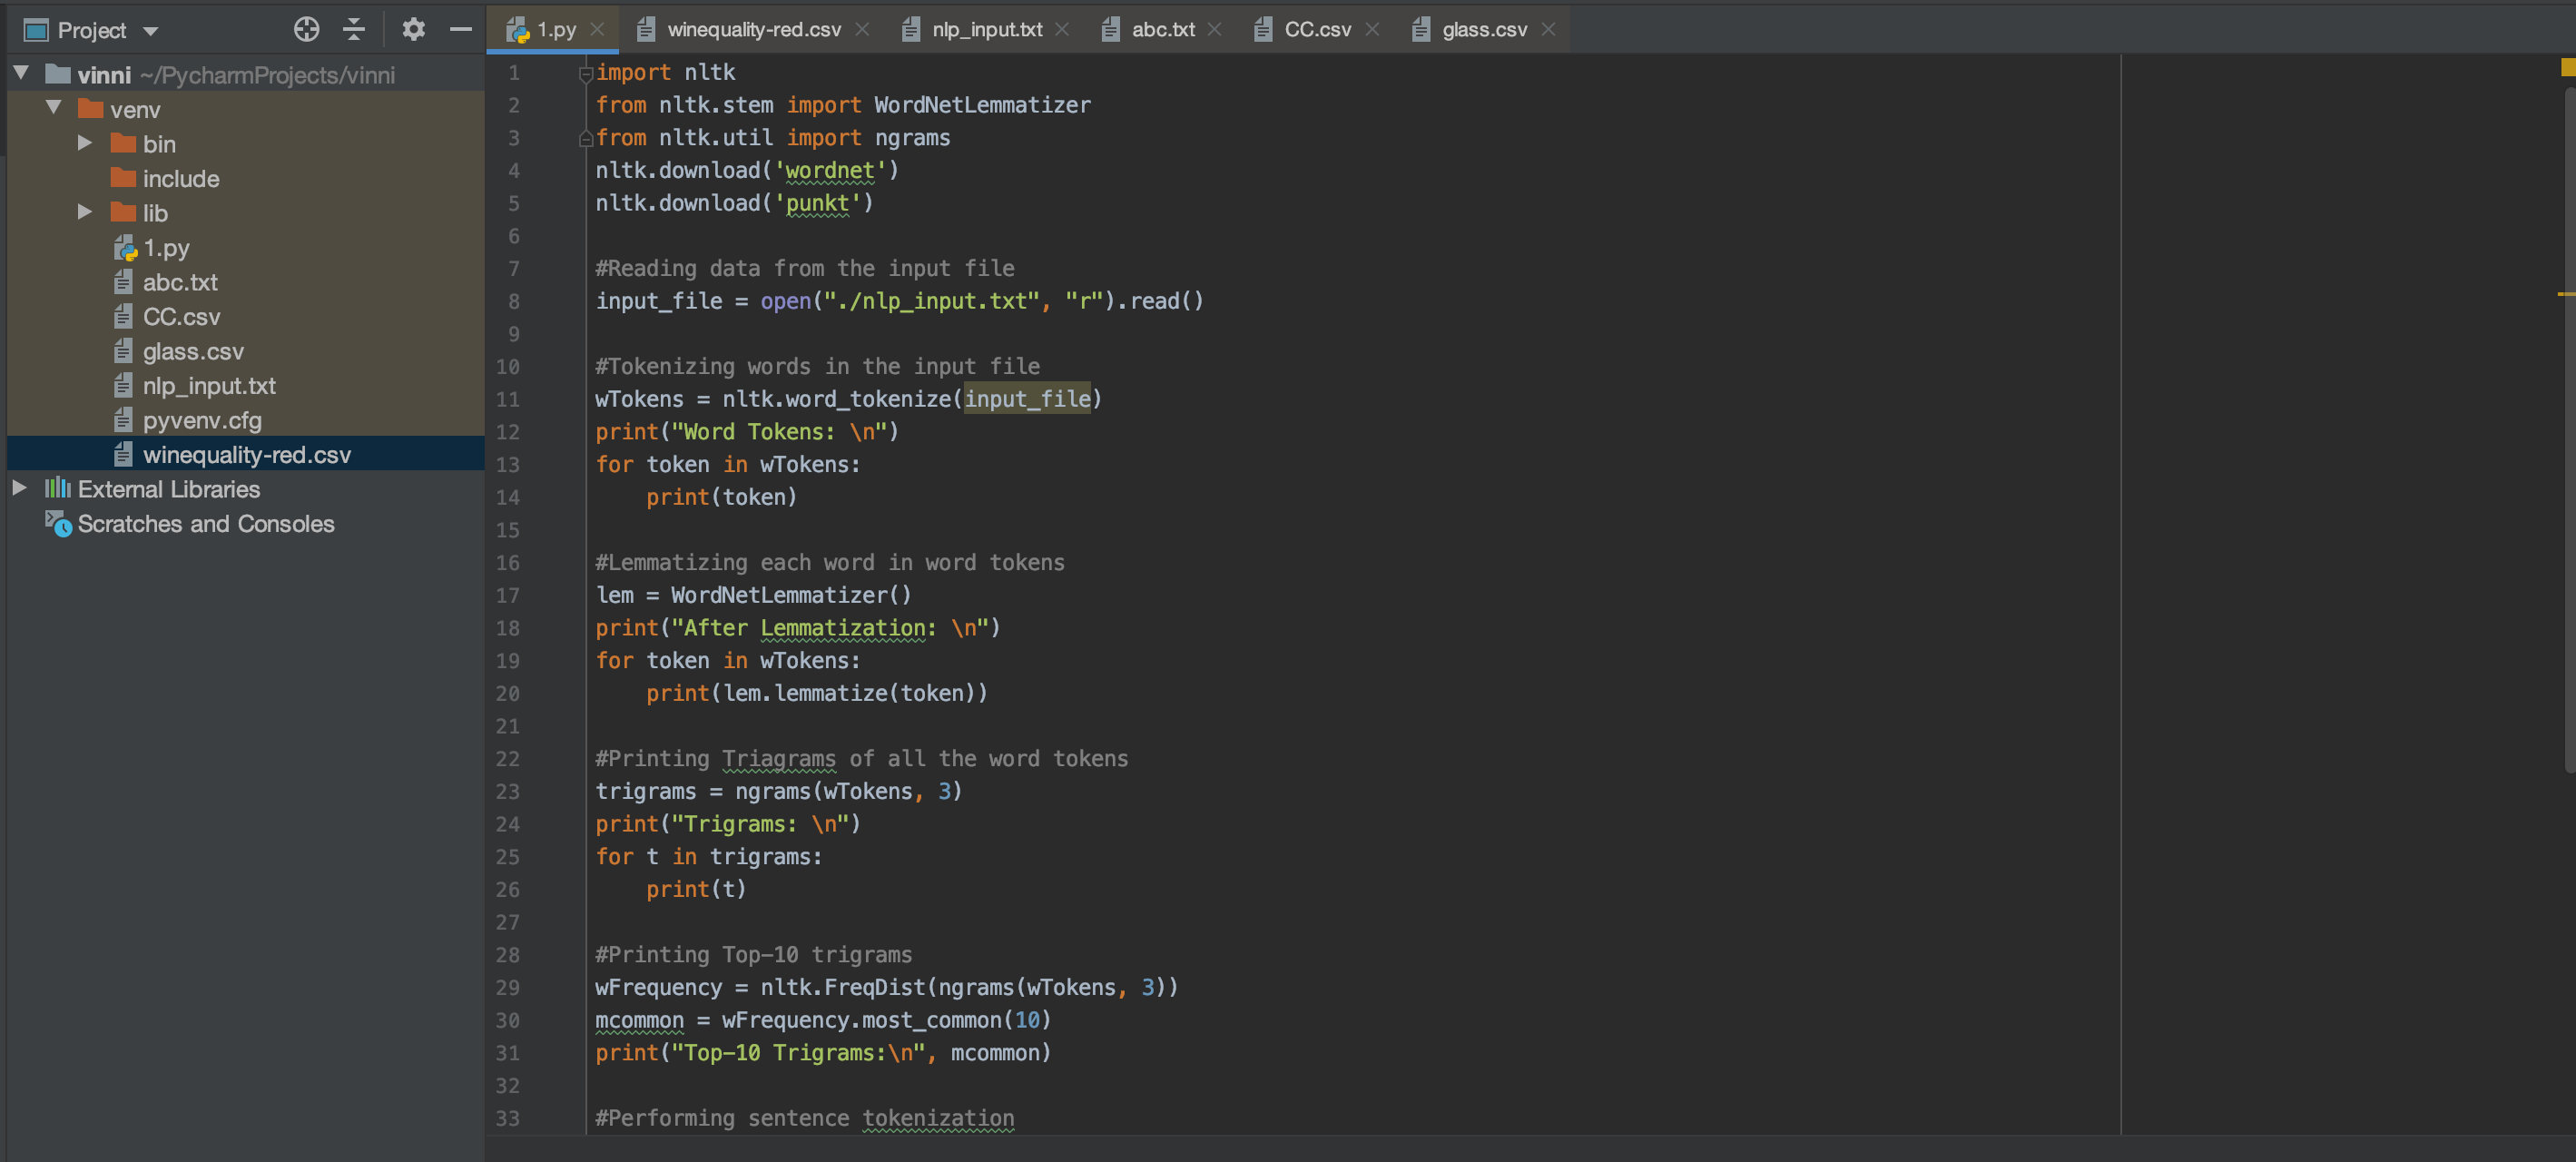 Project
1.py
winequality-red.csv
nlp_input.txt
abc.txt
CC.csv
glass.csv
vinni ~/PycharmProjects/vinni
venv
bin
include
lib
1.py
abc.txt
CC.csv
glass.csv
nlp_input.txt
pyvenv.cfg
winequality-red.csv
External Libraries
Scratches and Consoles
1 import nltk
2 from nltk.stem import WordNetLemmatizer
3 from nltk.util import ngrams
4 nltk.download('wordnet')
5 nltk.download('punkt')
6
7 #Reading data from the input file
8 input_file = open("./nlp_input.txt", "r").read()
9
10 #Tokenizing words in the input file
11 wTokens = nltk.word_tokenize(input_file)
12 print("Word Tokens: \n")
13 for token in wTokens:
14     print(token)
15
16 #Lemmatizing each word in word tokens
17 lem = WordNetLemmatizer()
18 print("After Lemmatization: \n")
19 for token in wTokens:
20     print(lem.lemmatize(token))
21
22 #Printing Triagrams of all the word tokens
23 trigrams = ngrams(wTokens, 3)
24 print("Trigrams: \n")
25 for t in trigrams:
26     print(t)
27
28 #Printing Top-10 trigrams
29 wFrequency = nltk.FreqDist(ngrams(wTokens, 3))
30 mcommon = wFrequency.most_common(10)
31 print("Top-10 Trigrams:\n", mcommon)
32
33 #Performing sentence tokenization